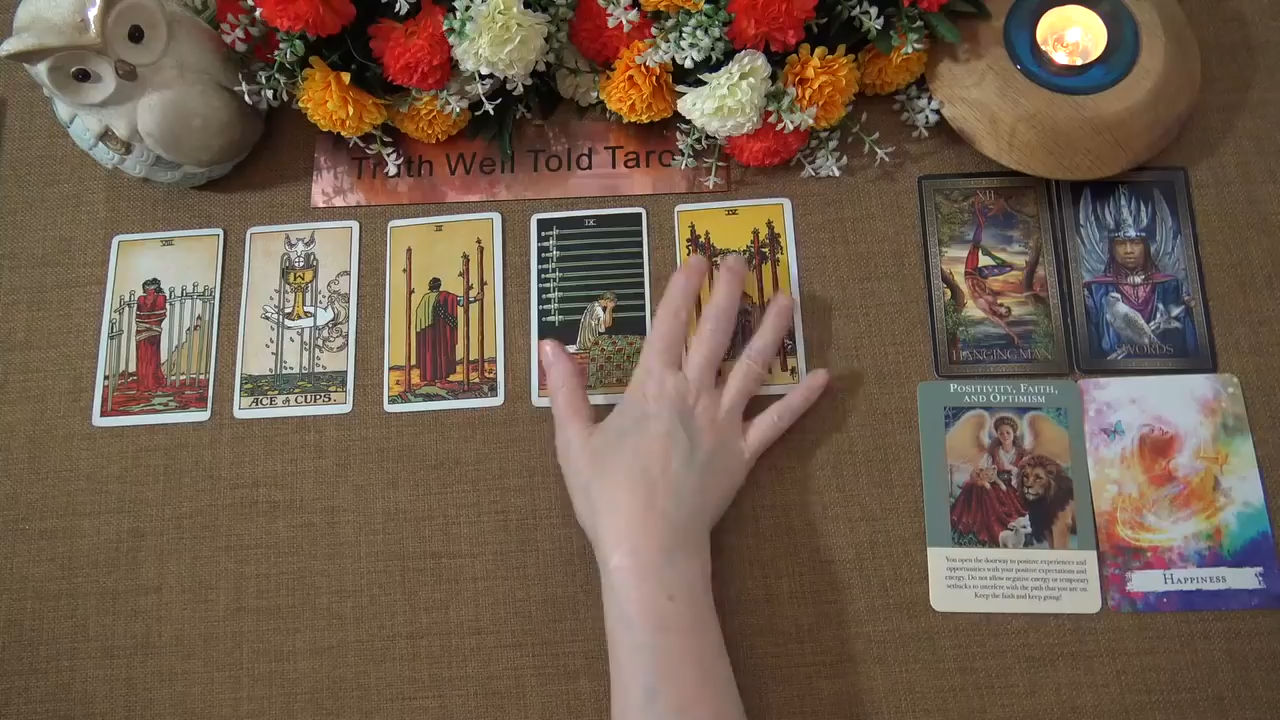 Truth Well Told Taro
VIII
ACE of CUPS.
III
IX
IV
XII
HANGING MAN
K
SWORDS
POSITIVITY, FAITH,
AND OPTIMISM
You open the doorway to positive experiences and
opportunities with your positive expectations and
energy. Do not allow negative energy or temporary
setbacks to interfere with the path that you are on.
Keep the faith and keep going!
HAPPINESS